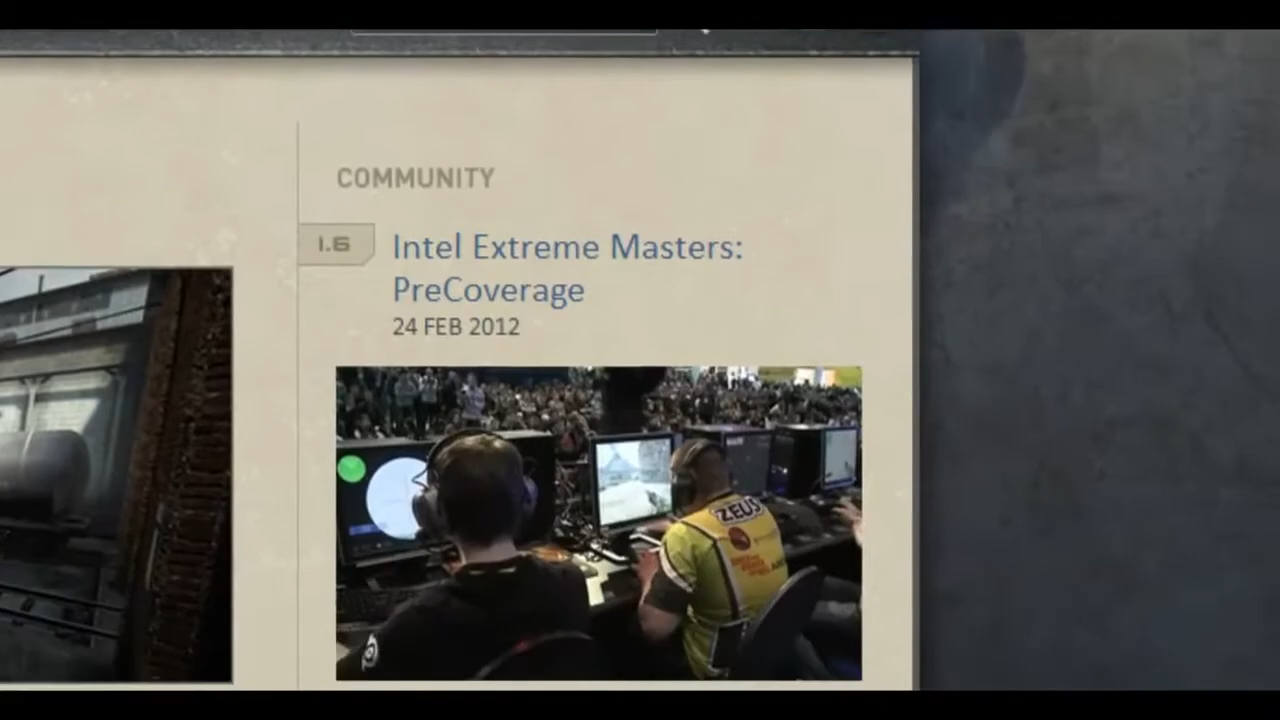 COMMUNITY
1.6
Intel Extreme Masters:
PreCoverage
24 FEB 2012
ZEUS